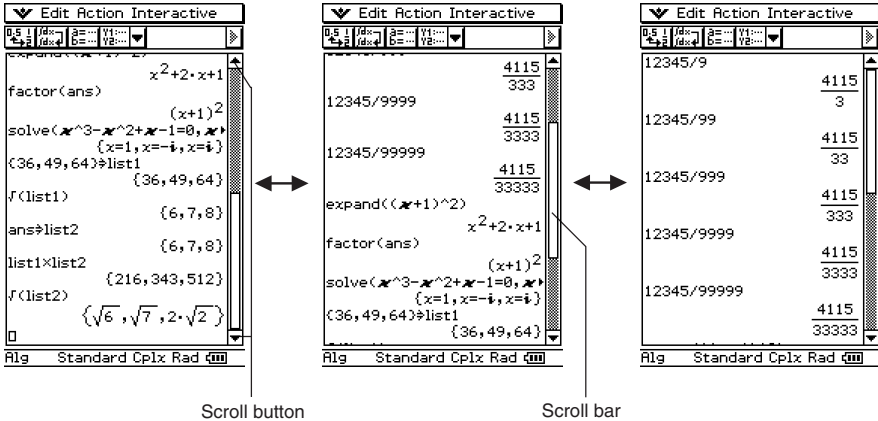 Edit Action Interactive
expand((x+1)^2)
x²+2·x+1
factor(ans)
(x+1)²
solve(x^3-x^2+x-1=0,x
{x=1,x=-i,x=i}
{36,49,64}⇒list1
{36,49,64}
√(list1)
{6,7,8}
ans⇒list2
{6,7,8}
list1×list2
{216,343,512}
√(list2)
{√6,√7,2·√2}
Alg Standard Cplx Rad
Edit Action Interactive
4115
333
12345/9999
4115
3333
12345/99999
4115
33333
expand((x+1)^2)
x²+2·x+1
factor(ans)
(x+1)²
solve(x^3-x^2+x-1=0,x
{x=1,x=-i,x=i}
{36,49,64}⇒list1
{36,49,64}
Alg Standard Cplx Rad
Edit Action Interactive
12345/9
4115
3
12345/99
4115
33
12345/999
4115
333
12345/9999
4115
3333
12345/99999
4115
33333
Alg Standard Cplx Rad
Scroll button
Scroll bar